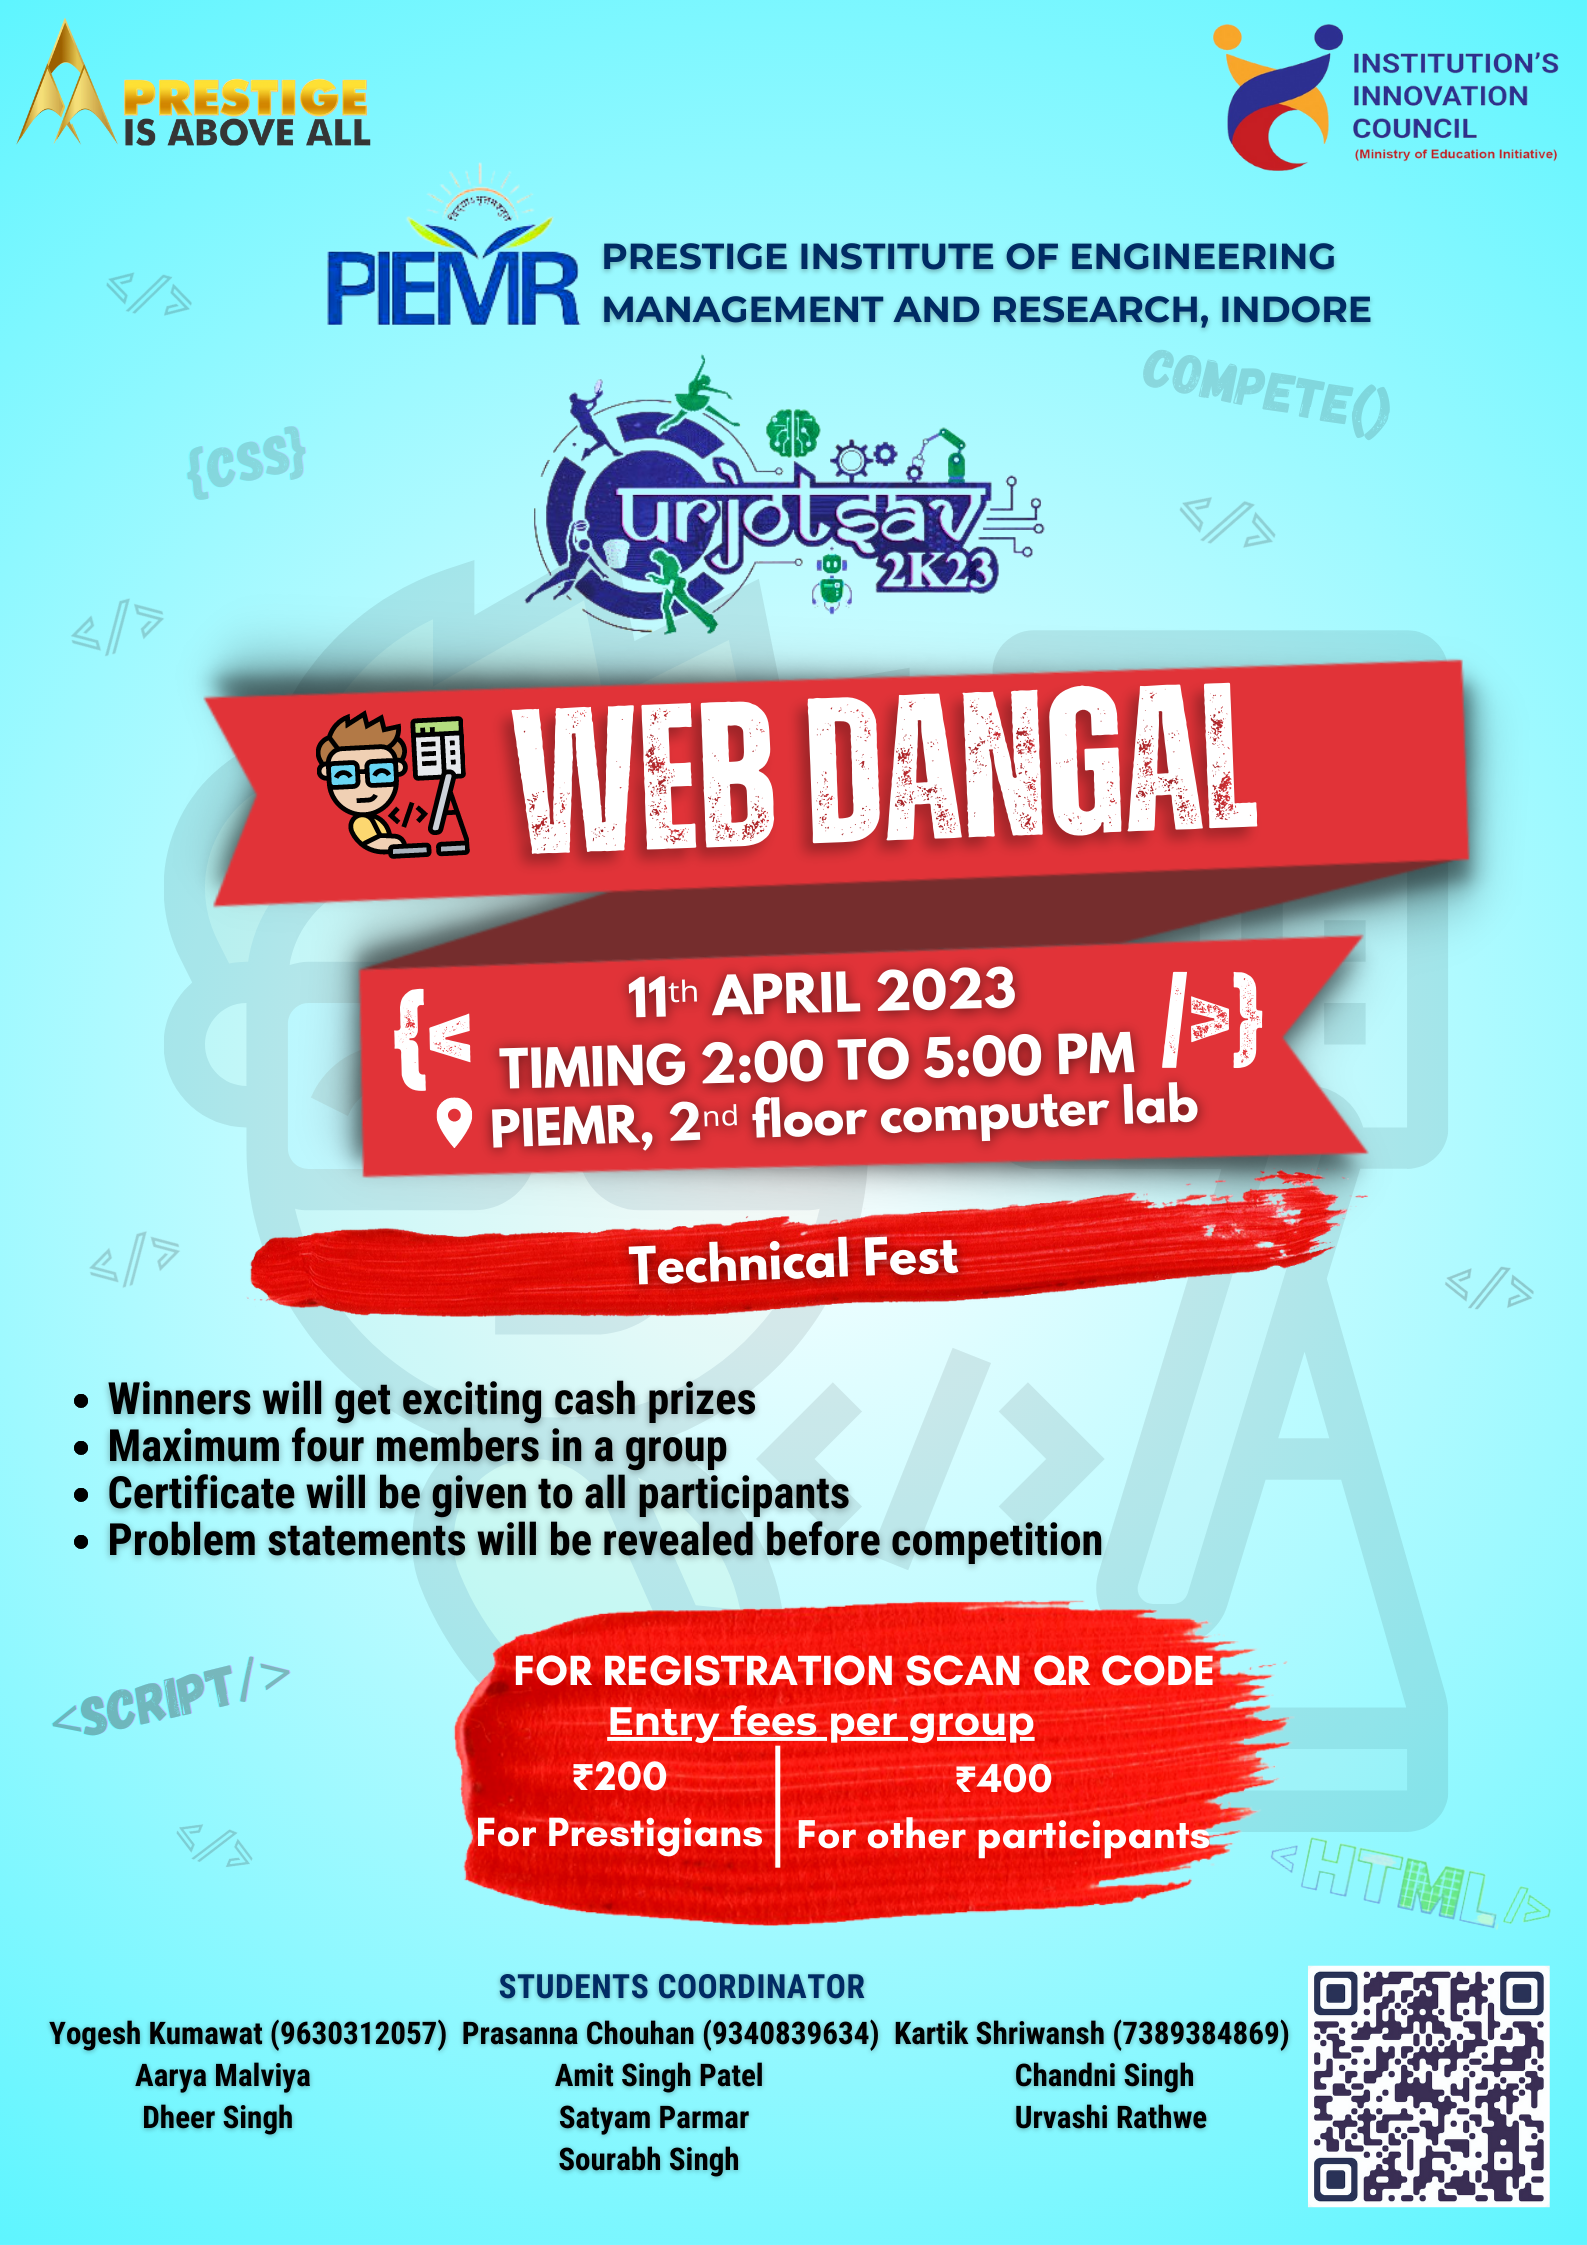 PRESTIGE
IS ABOVE ALL
INSTITUTION'S
INNOVATION
COUNCIL
(Ministry of Education Initiative)
PIEMR
PRESTIGE INSTITUTE OF ENGINEERING
MANAGEMENT AND RESEARCH, INDORE
</>
COMPETE()
{CSS}
urjotsav
2K23
</>
</>
WEB DANGAL
</>
11th APRIL 2023
{< />}
TIMING 2:00 TO 5:00 PM
PIEMR, 2nd floor computer lab
Technical Fest
</>
</>
• Winners will get exciting cash prizes
• Maximum four members in a group
• Certificate will be given to all participants
• Problem statements will be revealed before competition
</>
<SCRIPT/>
FOR REGISTRATION SCAN QR CODE
Entry fees per group
₹200 ₹400
For Prestigians For other participants
</>
<HTML/>
STUDENTS COORDINATOR
Yogesh Kumawat (9630312057) Prasanna Chouhan (9340839634) Kartik Shriwansh (7389384869)
Aarya Malviya Amit Singh Patel Chandni Singh
Dheer Singh Satyam Parmar Urvashi Rathwe
Sourabh Singh